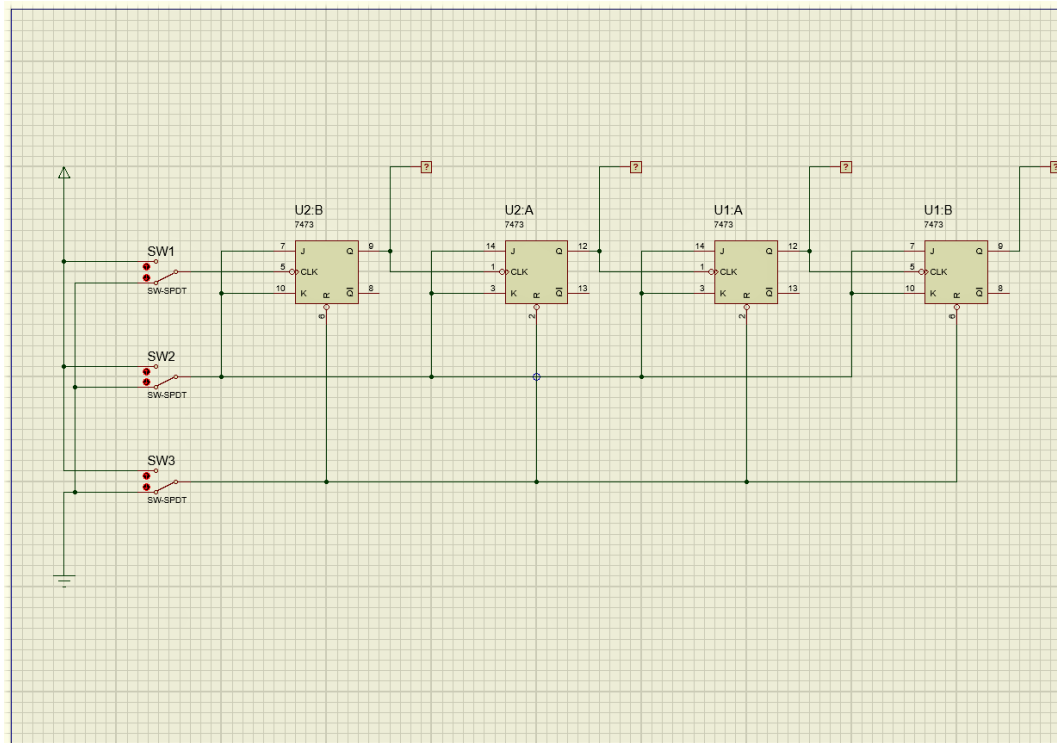 ? ? ? ?
U2:B U2:A U1:A U1:B
7473 7473 7473 7473
SW1
SW-SPDT
7 J Q 9 14 J Q 12 14 J Q 12 7 J Q 9
5 CLK 1 CLK 1 CLK 5 CLK
10 K R Q 8 3 K R Q 13 3 K R Q 13 10 K R Q 8
6 2 2 6
SW2
SW-SPDT
SW3
SW-SPDT